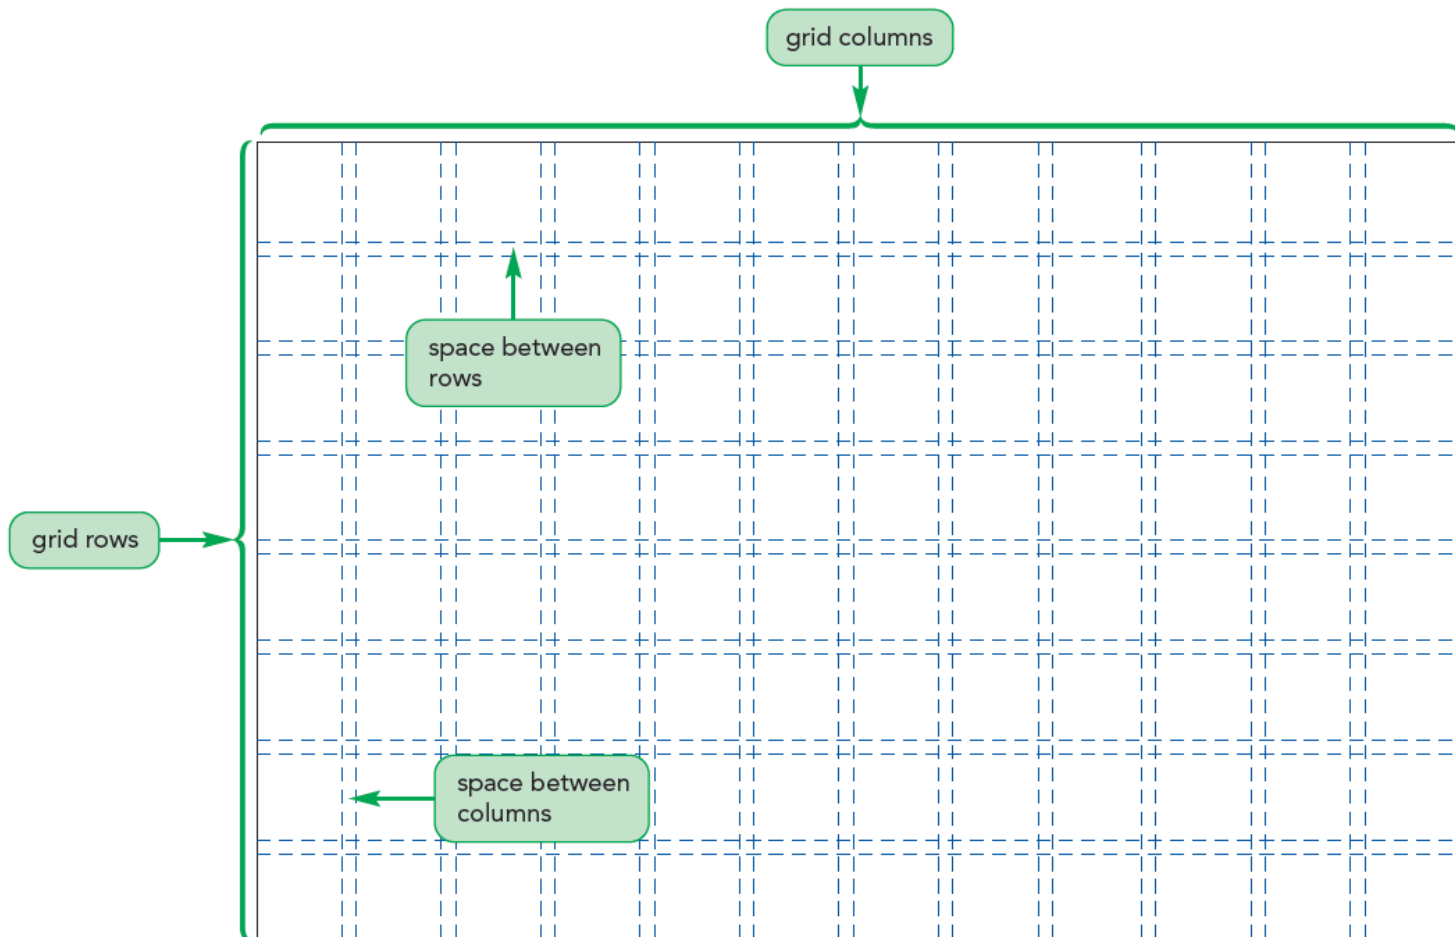 grid columns
space between
rows
grid rows
space between
columns